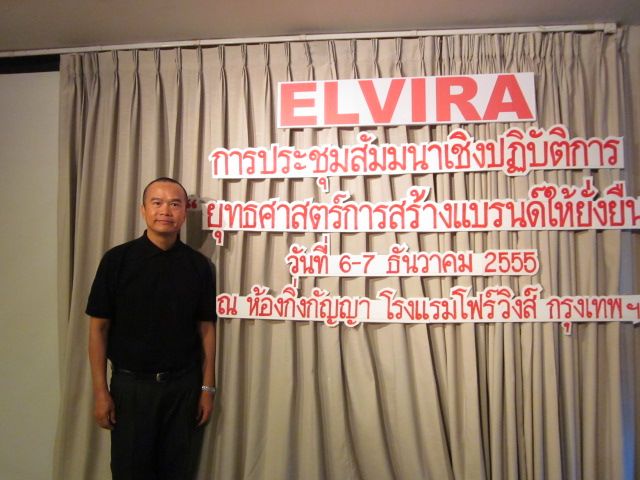 ELVIRA
การประชุมสัมมนาเชิงปฏิบัติการ
“ ยุทธศาสตร์การสร้างแบรนด์ให้ยั่งยืน
วันที่ 6-7 ธันวาคม 2555
ณ ห้องกิ่งกัญญา โรงแรมโฟร์วิงส์ กรุงเทพฯ